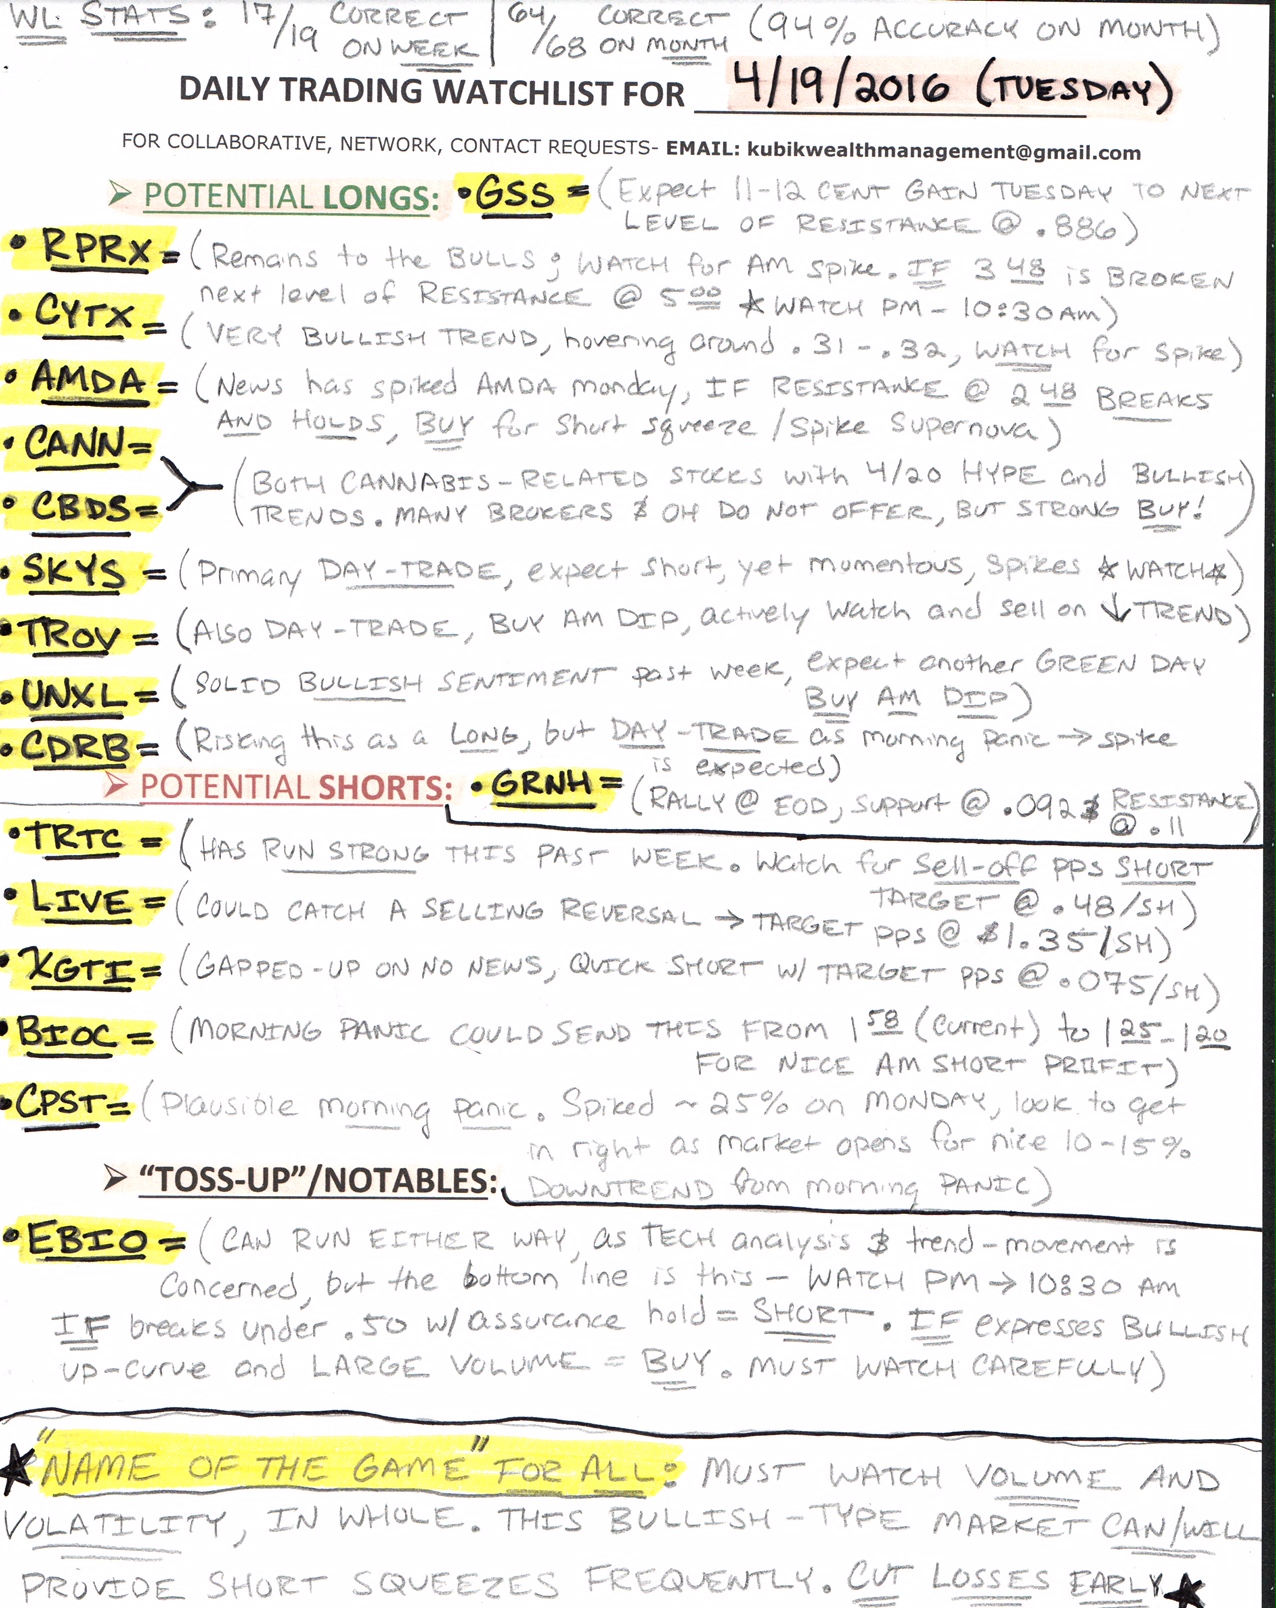 WL STATS: 17/19 CORRECT ON WEEK | 64/68 CORRECT ON MONTH (94% ACCURACY ON MONTH)
DAILY TRADING WATCHLIST FOR 4/19/2016 (TUESDAY)
FOR COLLABORATIVE, NETWORK, CONTACT REQUESTS- EMAIL: kubikwealthmanagement@gmail.com
➢ POTENTIAL LONGS: •GSS = (Expect 11-12 CENT GAIN TUESDAY TO NEXT
LEVEL OF RESISTANCE @ .886)
• RPRX = (Remains to the BULLS; WATCH for AM spike. IF 3 48 is BROKEN
next level of RESISTANCE @ 5 00 ★WATCH PM - 10:30AM)
• CYTX = (VERY BULLISH TREND, hovering around .31-.32, WATCH for spike)
• AMDA = (News has spiked AMDA monday, IF RESISTANCE @ 2 48 BREAKS
AND HOLDS, BUY for Short squeeze/Spike Supernova)
• CANN =
(BOTH CANNABIS-RELATED STOCKS with 4/20 HYPE and BULLISH
• CBDS =
TRENDS. MANY BROKERS $ OH DO NOT OFFER, BUT STRONG BUY!)
• SKYS = (Primary DAY-TRADE, expect short, yet momentous, spikes ★WATCH★)
• TROV = (Also DAY-TRADE, BUY AM DIP, actively watch and sell on ↓TREND)
• UNXL = (SOLID BULLISH SENTIMENT past week, expect another GREEN DAY
BUY AM DIP)
• CDRB = (Risking this as a LONG, but DAY-TRADE as morning panic → spike
is expected)
➢ POTENTIAL SHORTS: • GRNH = (RALLY @ EOD, support @ .092 $ RESISTANCE
@ .11)
• TRTC = (HAS RUN STRONG THIS PAST WEEK. Watch for sell-off PPS SHORT
TARGET @ .48/SH)
• LIVE = (COULD CATCH A SELLING REVERSAL → TARGET PPS @ $1.35/SH)
• XGTI = (GAPPED-UP ON NO NEWS, QUICK SHORT W/ TARGET PPS @ .075/SH)
• BIOC = (MORNING PANIC COULD SEND THIS FROM 1 58 (Current) to 1 25-1 20
FOR NICE AM SHORT PROFIT)
• CPST = (Plausible morning panic. Spiked ~25% on MONDAY, look to get
in right as market opens for nice 10-15%
DOWNTREND from morning PANIC)
➢ "TOSS-UP"/NOTABLES:
• EBIO = (CAN RUN EITHER WAY, as TECH analysis $ trend-movement is
concerned, but the bottom line is this - WATCH PM → 10:30 AM
IF breaks under .50 w/ assurance hold = SHORT. IF expresses BULLISH
up-curve and LARGE VOLUME = BUY. MUST WATCH CAREFULLY)
★"NAME OF THE GAME" FOR ALL: MUST WATCH VOLUME AND
VOLATILITY, IN WHOLE. THIS BULLISH-TYPE MARKET CAN/WILL
PROVIDE SHORT SQUEEZES FREQUENTLY. CUT LOSSES EARLY★